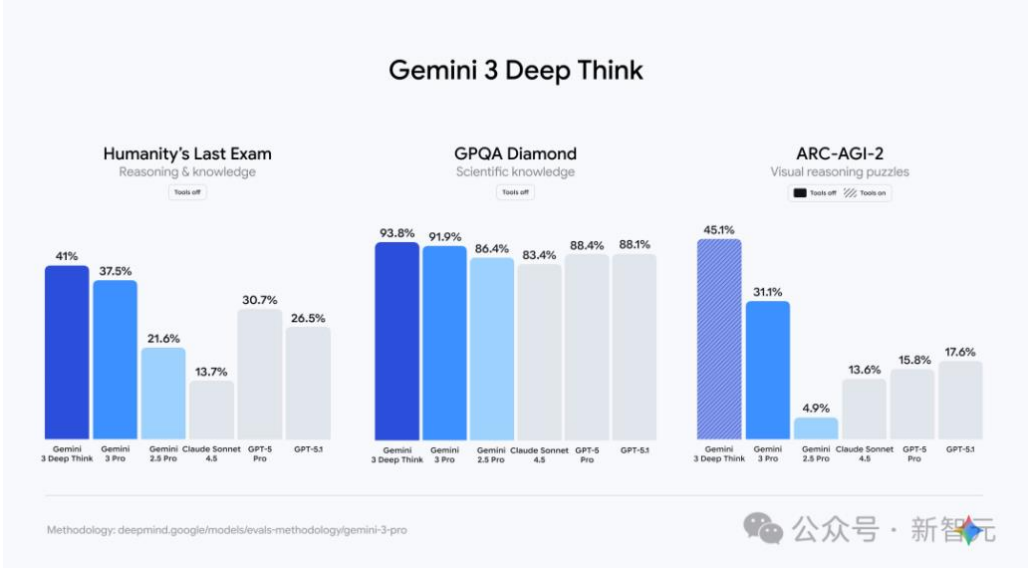 Gemini 3 Deep Think
Humanity's Last Exam
Reasoning & knowledge
Tools off
41%
37.5%
21.6%
13.7%
30.7%
26.5%
Gemini
3 Deep Think
Gemini
3 Pro
Gemini
2.5 Pro
Claude Sonnet
4.5
GPT-5
Pro
GPT-5.1
GPQA Diamond
Scientific knowledge
Tools off
93.8%
91.9%
86.4%
83.4%
88.4%
88.1%
Gemini
3 Deep Think
Gemini
3 Pro
Gemini
2.5 Pro
Claude Sonnet
4.5
GPT-5
Pro
GPT-5.1
ARC-AGI-2
Visual reasoning puzzles
Tools off Tools on
45.1%
31.1%
4.9%
13.6%
15.8%
17.6%
Gemini
3 Deep Think
Gemini
3 Pro
Gemini
2.5 Pro
Claude Sonnet
4.5
GPT-5
Pro
GPT-5.1
Methodology: deepmind.google/models/evals-methodology/gemini-3-pro
公众号 · 新智元